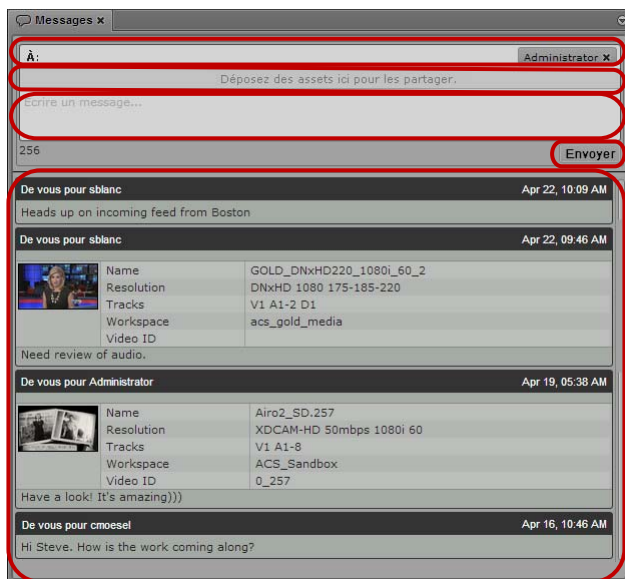 Messages ×
À: Administrator ×
Déposez des assets ici pour les partager.
Écrire un message...
256 Envoyer
De vous pour sblanc Apr 22, 10:09 AM
Heads up on incoming feed from Boston
De vous pour sblanc Apr 22, 09:46 AM
Name GOLD_DNxHD220_1080i_60_2
Resolution DNxHD 1080 175-185-220
Tracks V1 A1-2 D1
Workspace acs_gold_media
Video ID
Need review of audio.
De vous pour Administrator Apr 19, 05:38 AM
Name Airo2_SD.257
Resolution XDCAM-HD 50mbps 1080i 60
Tracks V1 A1-8
Workspace ACS_Sandbox
Video ID 0_257
Have a look! It's amazing)))
De vous pour cmoesel Apr 16, 10:46 AM
Hi Steve. How is the work coming along?